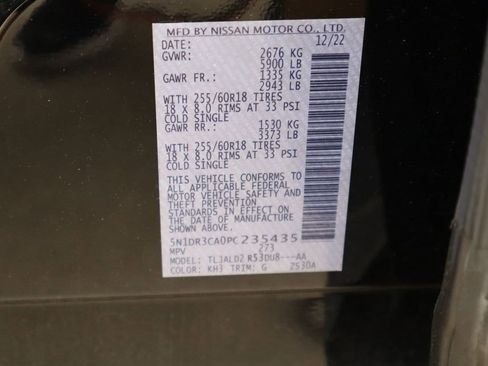 MFD BY NISSAN MOTOR CO., LTD.
DATE: 12/22
GVWR: 2676 KG
5900 LB
GAWR FR.: 1335 KG
2943 LB
WITH 255/60R18 TIRES
18 X 8.0 RIMS AT 33 PSI
COLD SINGLE
GAWR RR.: 1530 KG
3373 LB
WITH 255/60R18 TIRES
18 X 8.0 RIMS AT 33 PSI
COLD SINGLE
THIS VEHICLE CONFORMS TO
ALL APPLICABLE FEDERAL
MOTOR VEHICLE SAFETY AND
THEFT PREVENTION
STANDARDS IN EFFECT ON
THE DATE OF MANUFACTURE
SHOWN ABOVE.
5N1DR3CA0PC235435
MPV 273
MODEL: TLJALD2 R53DU8---AA
COLOR: KH3 TRIM: G 7530A